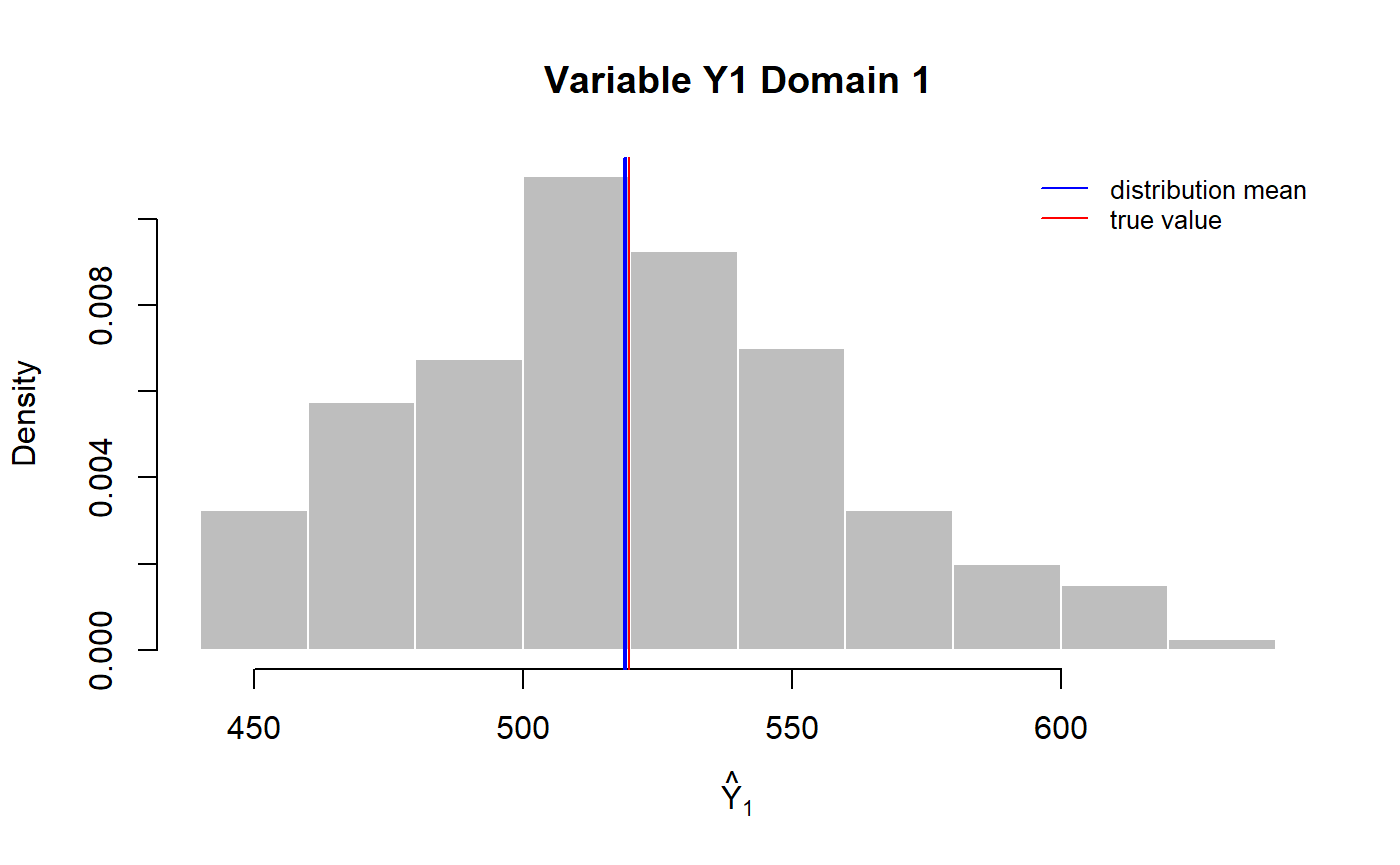 Variable Y1 Domain 1
distribution mean
true value
Density
0.008
0.004
0.000
450 500 550 600
Ŷ₁